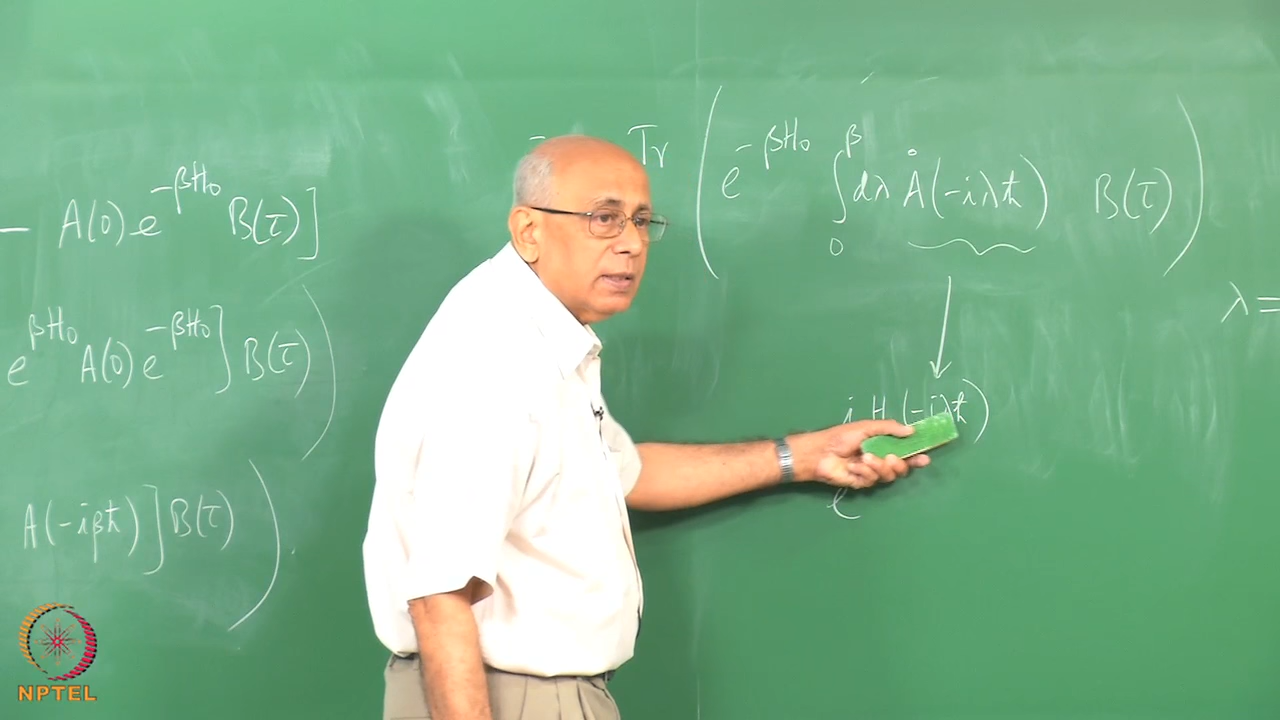 — A(0) e^{-βH₀} B(τ)]
e^{βH₀} A(0) e^{-βH₀}] B(τ))
A(-iβℏ)] B(τ)).
Tr (e^{-βH₀} ∫₀^β dλ Ȧ(-iλℏ) B(τ))
λ =
i H (-iλℏ)
e
NPTEL